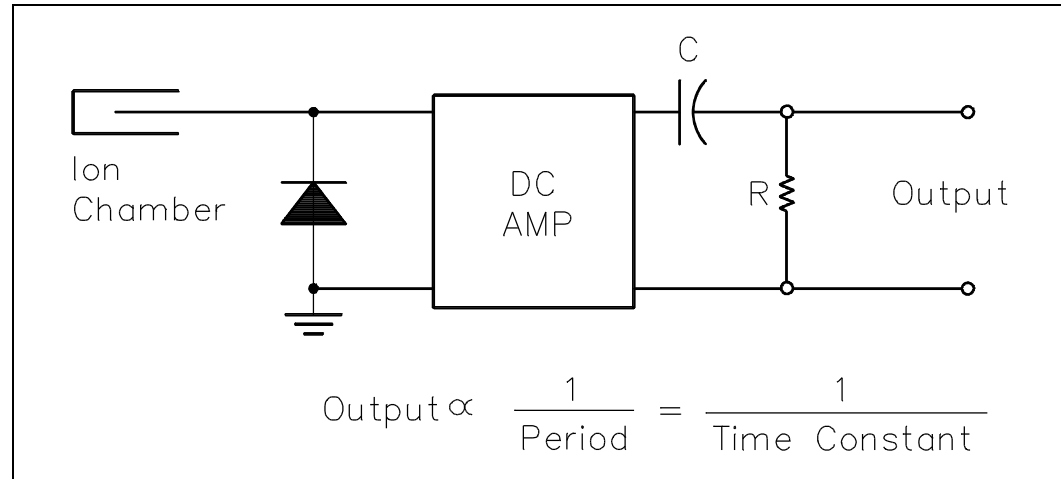 C
Ion
Chamber
DC
AMP
R
Output
Output ∝ 1/Period = 1/Time Constant